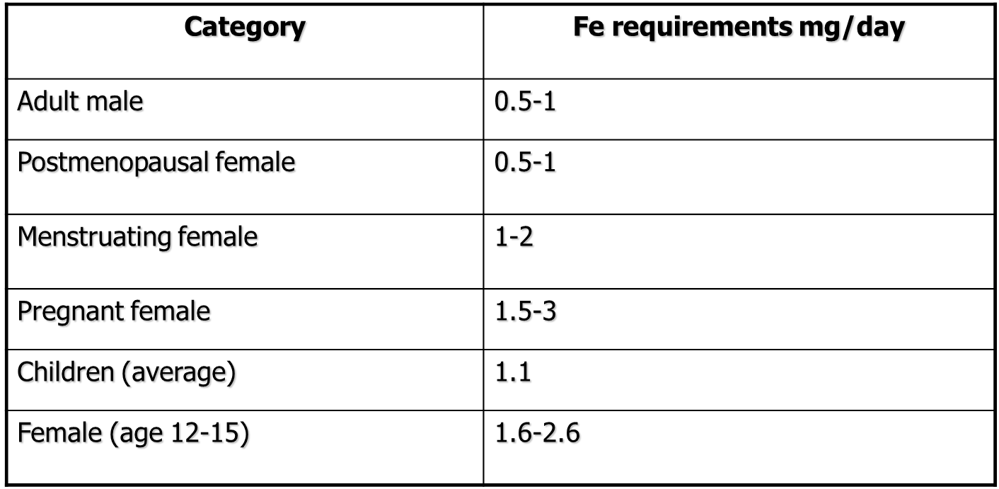 Category Fe requirements mg/day
Adult male 0.5-1
Postmenopausal female 0.5-1
Menstruating female 1-2
Pregnant female 1.5-3
Children (average) 1.1
Female (age 12-15) 1.6-2.6